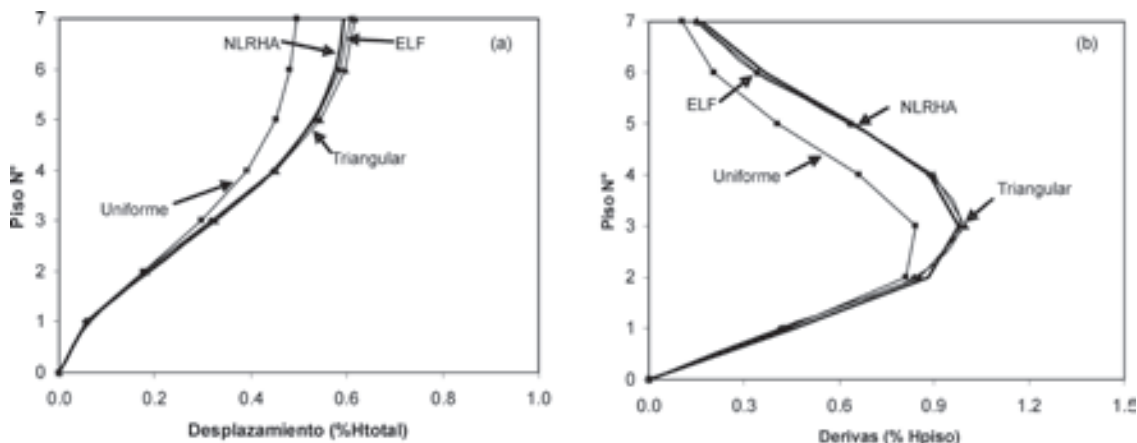 7
6
5
4
3
2
1
0
Piso N°
NLRHA
ELF
(a)
Triangular
Uniforme
0.0 0.2 0.4 0.6 0.8 1.0
Desplazamiento (%Htotal)
7
6
5
4
3
2
1
0
Piso N°
(b)
ELF
NLRHA
Uniforme
Triangular
0.0 0.3 0.6 0.9 1.2 1.5
Derivas (% Hpiso)